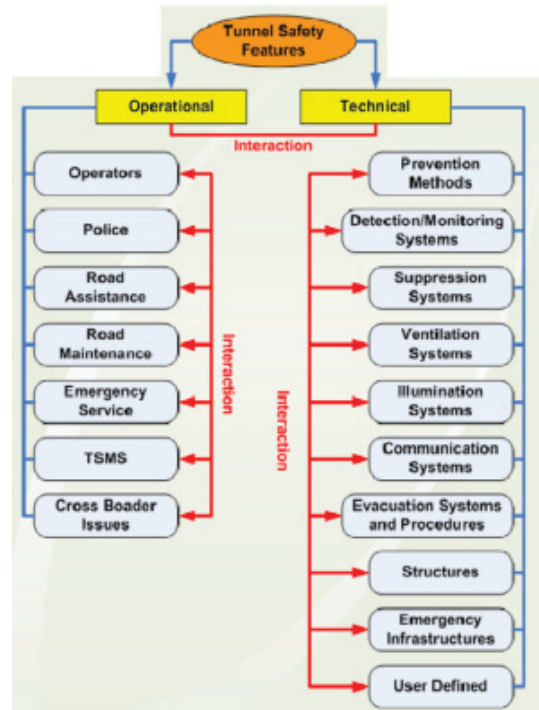 Tunnel Safety
Features
Operational
Technical
Interaction
Operators
Police
Road
Assistance
Road
Maintenance
Emergency
Service
TSMS
Cross Boader
Issues
Interaction
Interaction
Prevention
Methods
Detection/Monitoring
Systems
Suppression
Systems
Ventilation
Systems
Illumination
Systems
Communication
Systems
Evacuation Systems
and Procedures
Structures
Emergency
Infrastructures
User Defined